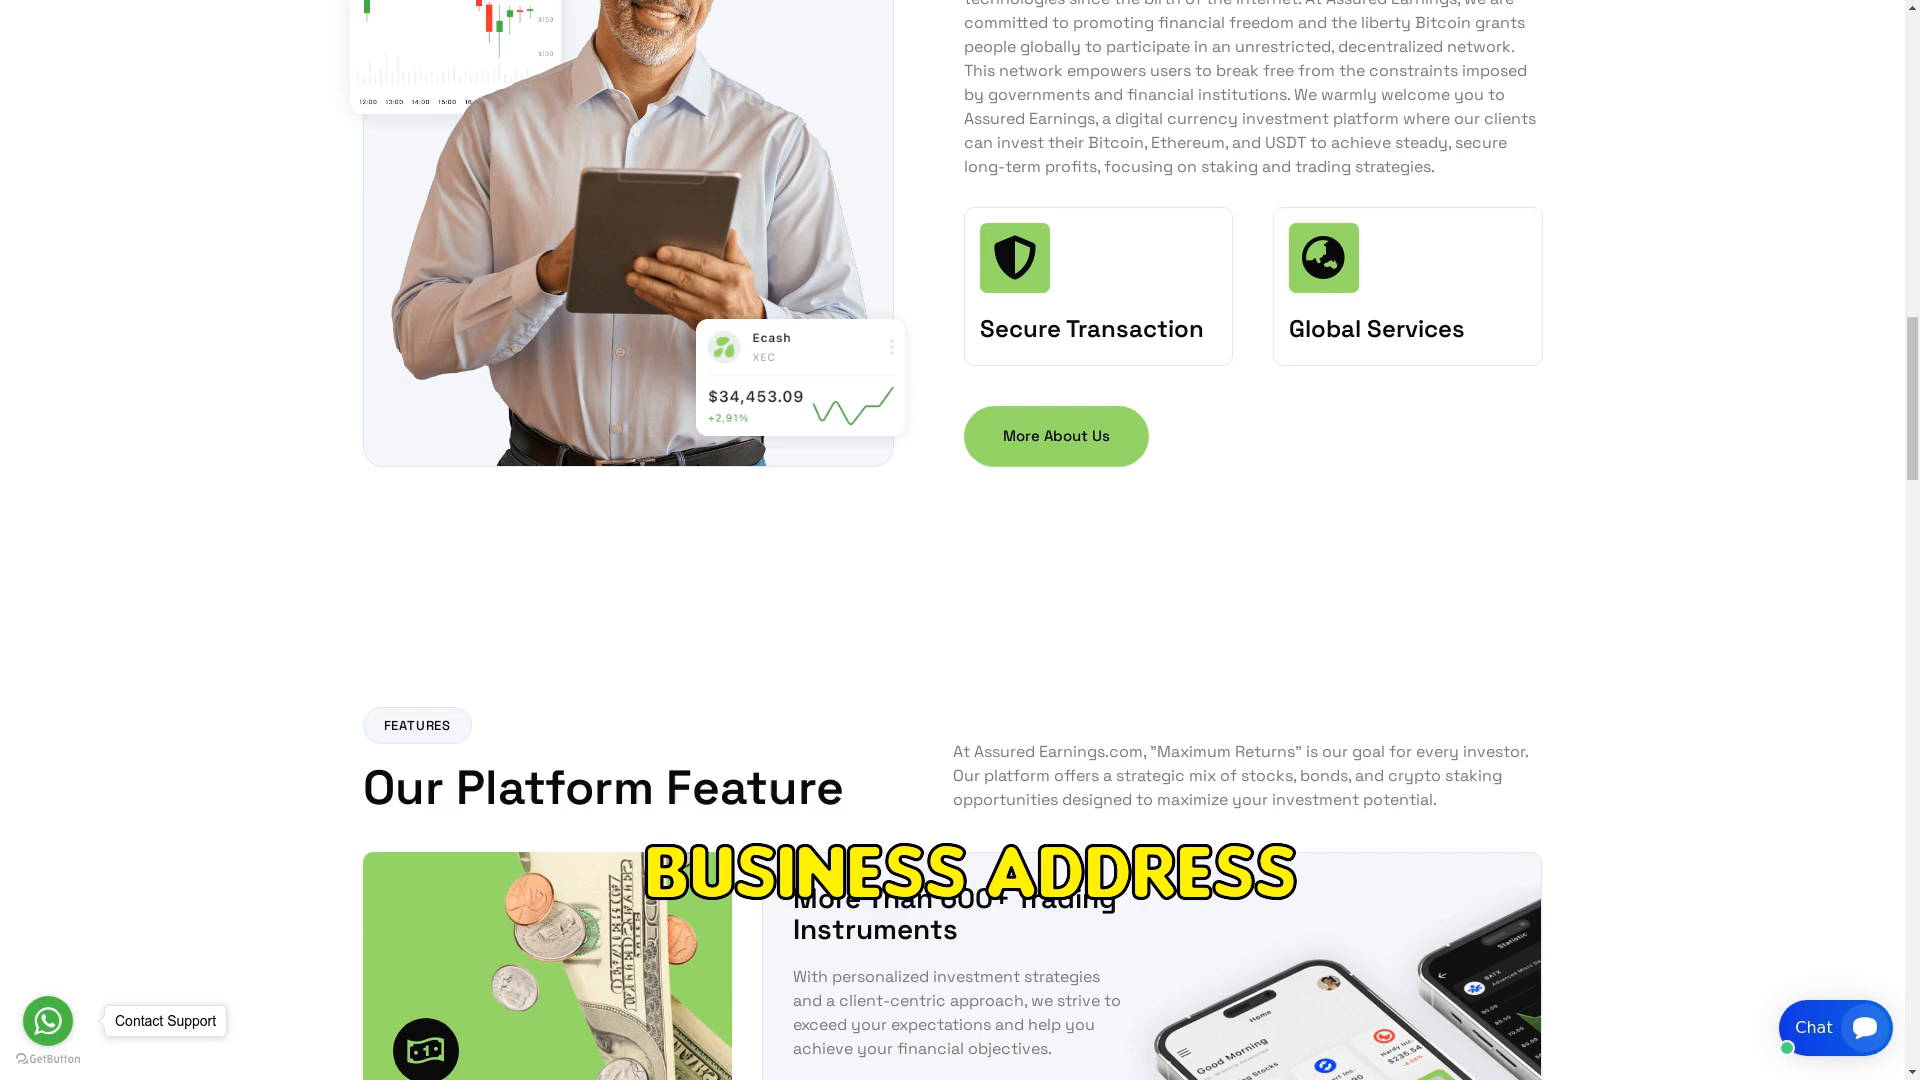 technologies since the birth of the internet. At Assured Earnings, we are
committed to promoting financial freedom and the liberty Bitcoin grants
people globally to participate in an unrestricted, decentralized network.
This network empowers users to break free from the constraints imposed
by governments and financial institutions. We warmly welcome you to
Assured Earnings, a digital currency investment platform where our clients
can invest their Bitcoin, Ethereum, and USDT to achieve steady, secure
long-term profits, focusing on staking and trading strategies.
$150
$100
12:00 13:00 14:00 15:00
Secure Transaction
Global Services
Ecash
XEC
$34,453.09
+2,91%
More About Us
FEATURES
Our Platform Feature
At Assured Earnings.com, "Maximum Returns" is our goal for every investor.
Our platform offers a strategic mix of stocks, bonds, and crypto staking
opportunities designed to maximize your investment potential.
BUSINESS ADDRESS
More Than 600+ Trading
Instruments
With personalized investment strategies
and a client-centric approach, we strive to
exceed your expectations and help you
achieve your financial objectives.
Home
Good Morning
Statistic
BATX
$235.54
Contact Support
GetButton
Chat